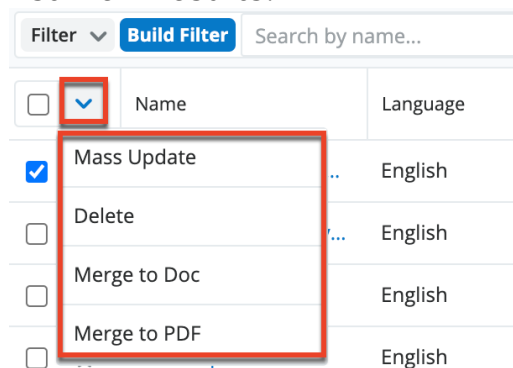 Filter Build Filter Search by name...
Name Language
Mass Update .. English
Delete ... English
Merge to Doc English
Merge to PDF English